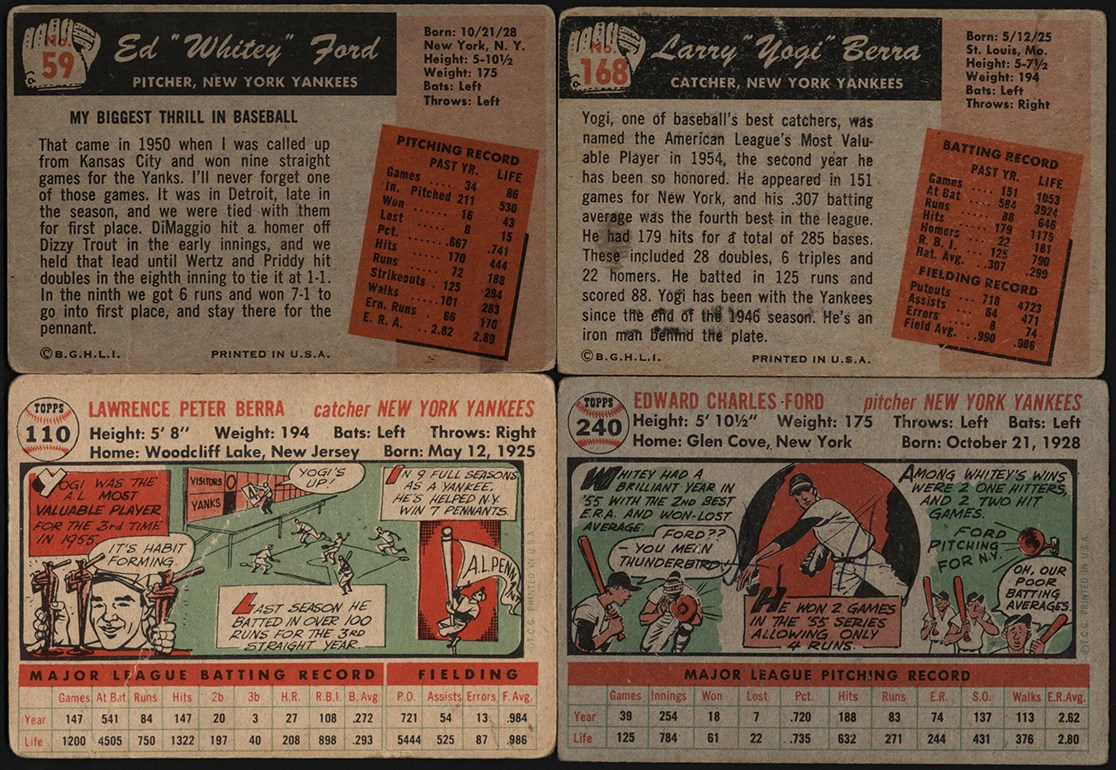 No.
59
Ed "Whitey" Ford
PITCHER, NEW YORK YANKEES
Born: 10/21/28
New York, N. Y.
Height: 5-10½
Weight: 175
Bats: Left
Throws: Left
MY BIGGEST THRILL IN BASEBALL
That came in 1950 when I was called up
from Kansas City and won nine straight
games for the Yanks. I'll never forget one
of those games. It was in Detroit, late in
the season, and we were tied with them
for first place. DiMaggio hit a homer off
Dizzy Trout in the early innings, and we
held that lead until Wertz and Priddy hit
doubles in the eighth inning to tie it at 1-1.
In the ninth we got 6 runs and won 7-1 to
go into first place, and stay there for the
pennant.
PITCHING RECORD
PAST YR. LIFE
Games .... 34 86
In. Pitched 211 530
Won ...... 16 43
Lost ...... 8 15
Pct. ..... .667 .741
Hits ..... 170 444
Runs ..... 72 188
Strikeouts . 125 294
Walks ..... 101 263
Ern. Runs . 66 170
E. R. A. .. 2.82 2.89
©B.G.H.L.I. PRINTED IN U.S.A.
No.
168
Larry "Yogi" Berra
CATCHER, NEW YORK YANKEES
Born: 5/12/25
St. Louis, Mo.
Height: 5-7½
Weight: 194
Bats: Left
Throws: Right
Yogi, one of baseball's best catchers, was
named the American League's Most Valu-
able Player in 1954, the second year he
has been so honored. He appeared in 151
games for New York, and his .307 batting
average was the fourth best in the league.
He had 179 hits for a total of 285 bases.
These included 28 doubles, 6 triples and
22 homers. He batted in 125 runs and
scored 88. Yogi has been with the Yankees
since the end of the 1946 season. He's an
iron man behind the plate.
BATTING RECORD
PAST YR. LIFE
Games .... 151 1053
At Bat .... 584 3924
Runs ..... 88 646
Hits ..... 179 1175
Homers ... 22 181
R. B. I. ... 125 790
Bat. Avg. .. .307 .299
FIELDING RECORD
Putouts ... 718 4723
Assists ... 64 471
Errors .... 8 74
Field Avg. . .990 .986
©B.G.H.L.I. PRINTED IN U.S.A.
TOPPS
110
LAWRENCE PETER BERRA catcher NEW YORK YANKEES
Height: 5' 8" Weight: 194 Bats: Left Throws: Right
Home: Woodcliff Lake, New Jersey Born: May 12, 1925
YOGI WAS THE
A.L. MOST
VALUABLE PLAYER
FOR THE 3rd TIME
IN 1955.
IT'S HABIT
FORMING.
VISITORS 0
YANKS
4
YOGI'S
UP!
LAST SEASON HE
BATTED IN OVER 100
RUNS FOR THE 3RD
STRAIGHT YEAR.
IN 9 FULL SEASONS
AS A YANKEE,
HE'S HELPED N.Y.
WIN 7 PENNANTS.
A.L. PENNANT
T.C.G. PRINTED IN U.S.A.
MAJOR LEAGUE BATTING RECORD FIELDING
Games At Bat Runs Hits 2b 3b H.R. R.B.I. B. Avg P.O. Assists Errors F. Avg.
Year 147 541 84 147 20 3 27 108 .272 721 54 13 .984
Life 1200 4505 750 1322 197 40 208 898 .293 5444 525 87 .986
TOPPS
240
EDWARD CHARLES FORD pitcher NEW YORK YANKEES
Height: 5' 10½" Weight: 175 Throws: Left Bats: Left
Home: Glen Cove, New York Born: October 21, 1928
WHITEY HAD A
BRILLIANT YEAR IN
'55 WITH THE 2ND BEST
E.R.A. AND WON-LOST
AVERAGE.
FORD??
- YOU MEAN
THUNDERBIRD
HE WON 2 GAMES
IN THE '55 SERIES
ALLOWING ONLY
4 RUNS.
AMONG WHITEY'S WINS
WERE 2 ONE HITTERS,
AND 2 TWO HIT
GAMES.
FORD
PITCHING
FOR N.Y.
OH, OUR
POOR
BATTING
AVERAGES.
©T.C.G. PRINTED IN U.S.A.
MAJOR LEAGUE PITCHING RECORD
Games Innings Won Lost Pct. Hits Runs E.R. S.O. Walks E.R.Avg.
Year 39 254 18 7 .720 188 83 74 137 113 2.62
Life 125 784 61 22 .735 632 271 244 431 376 2.80